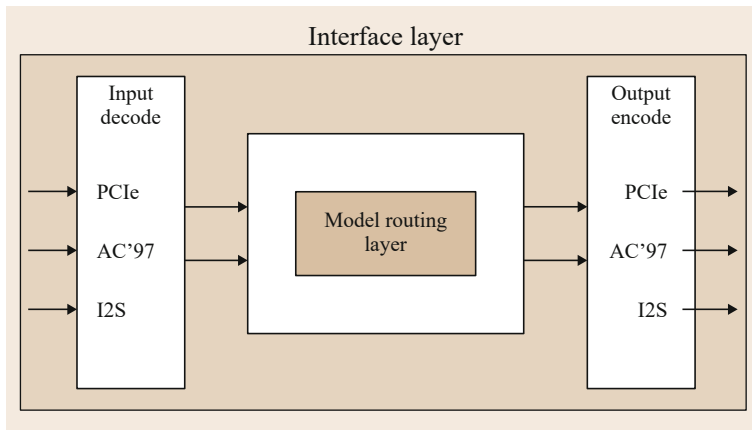 Interface layer
Input
decode
PCIe
AC’97
I2S
Model routing
layer
Output
encode
PCIe
AC’97
I2S